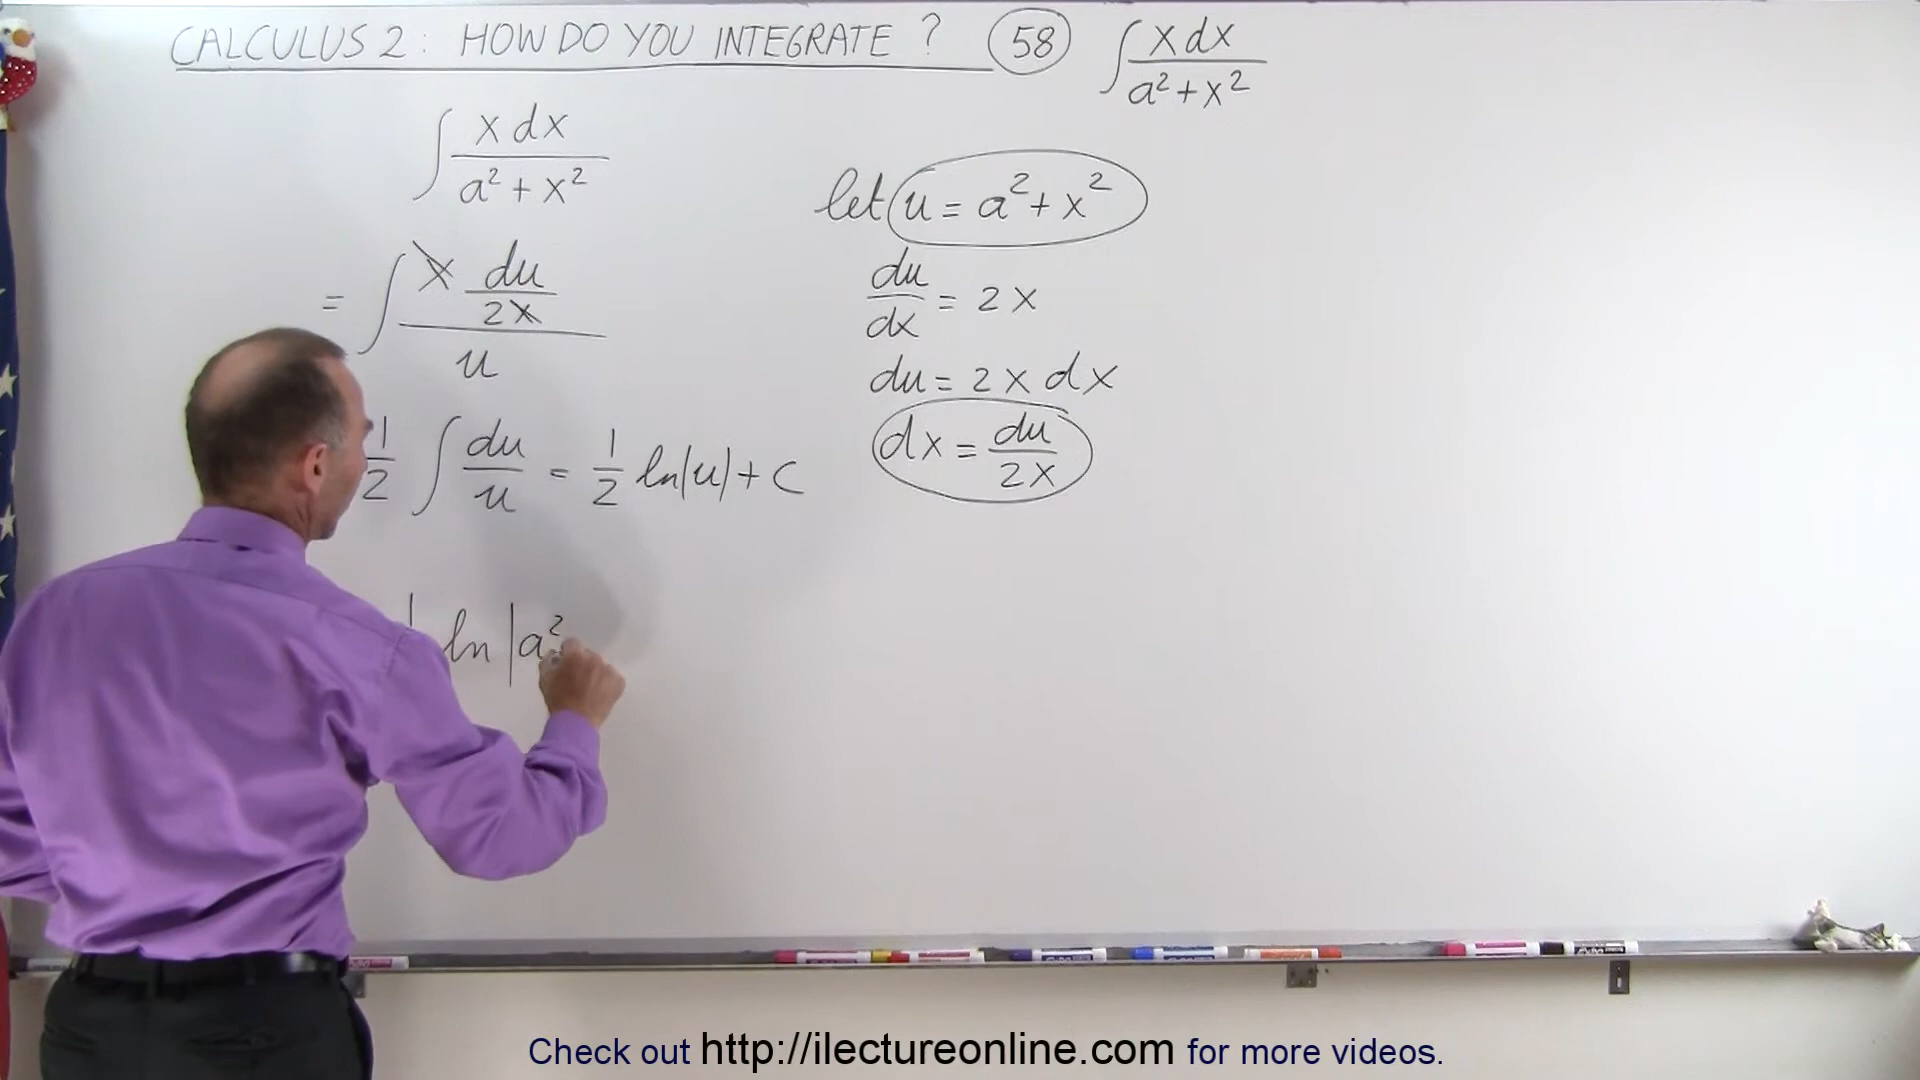 CALCULUS 2 : HOW DO YOU INTEGRATE ? 58 ∫ x dx / a² + x²
∫ x dx / a² + x²
let u = a² + x²
= ∫ x du/2x / u
du/dx = 2x
du = 2x dx
1/2 ∫ du/u = 1/2 ln|u| + C
dx = du/2x
ln |a²
Check out http://ilectureonline.com for more videos.